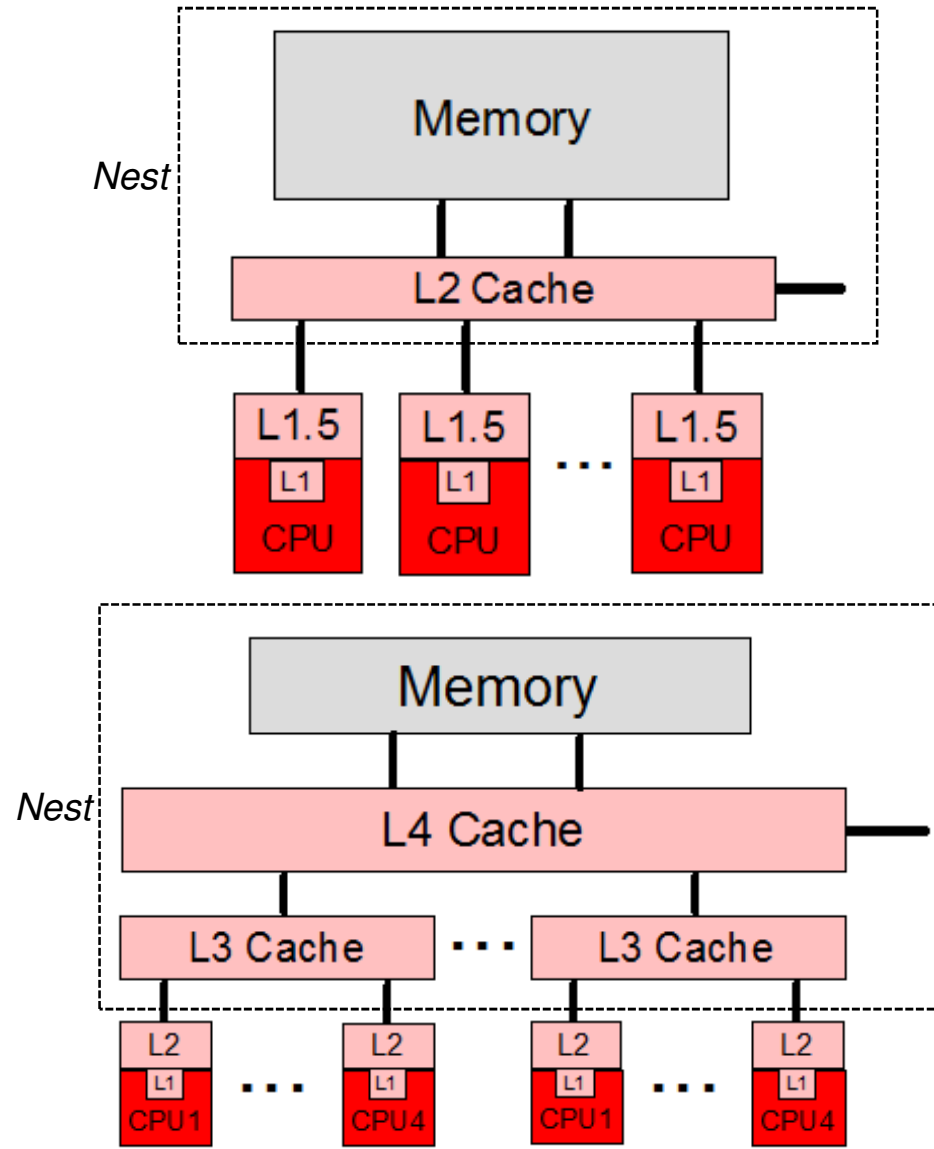 Memory
Nest
L2 Cache
L1.5 L1.5 L1.5
...
L1 L1 L1
CPU CPU CPU
Memory
Nest
L4 Cache
L3 Cache ... L3 Cache
L2 L2 L2 L2
... ...
L1 L1 L1 L1
CPU1 CPU4 CPU1 CPU4